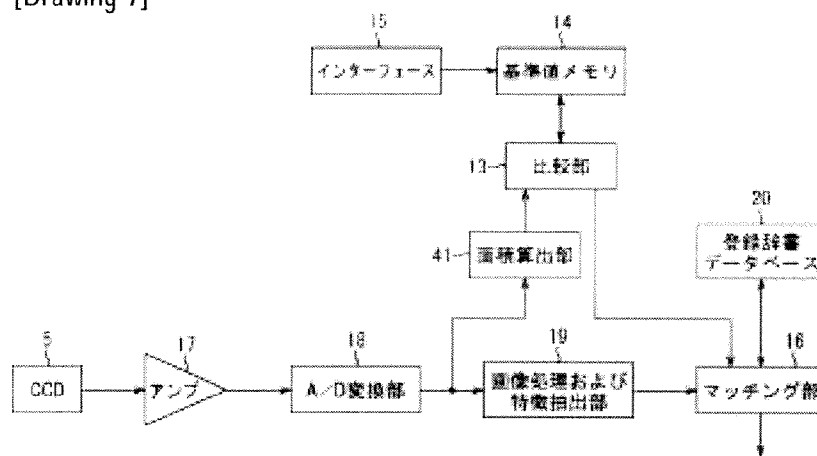 [Drawing 7]
15
14
インターフェース
基準値メモリ
13
比較部
20
登録辞書
データベース
41
面積算出部
5
17
18
19
16
CCD
アンプ
A/D変換部
画像処理および
特徴抽出部
マッチング部